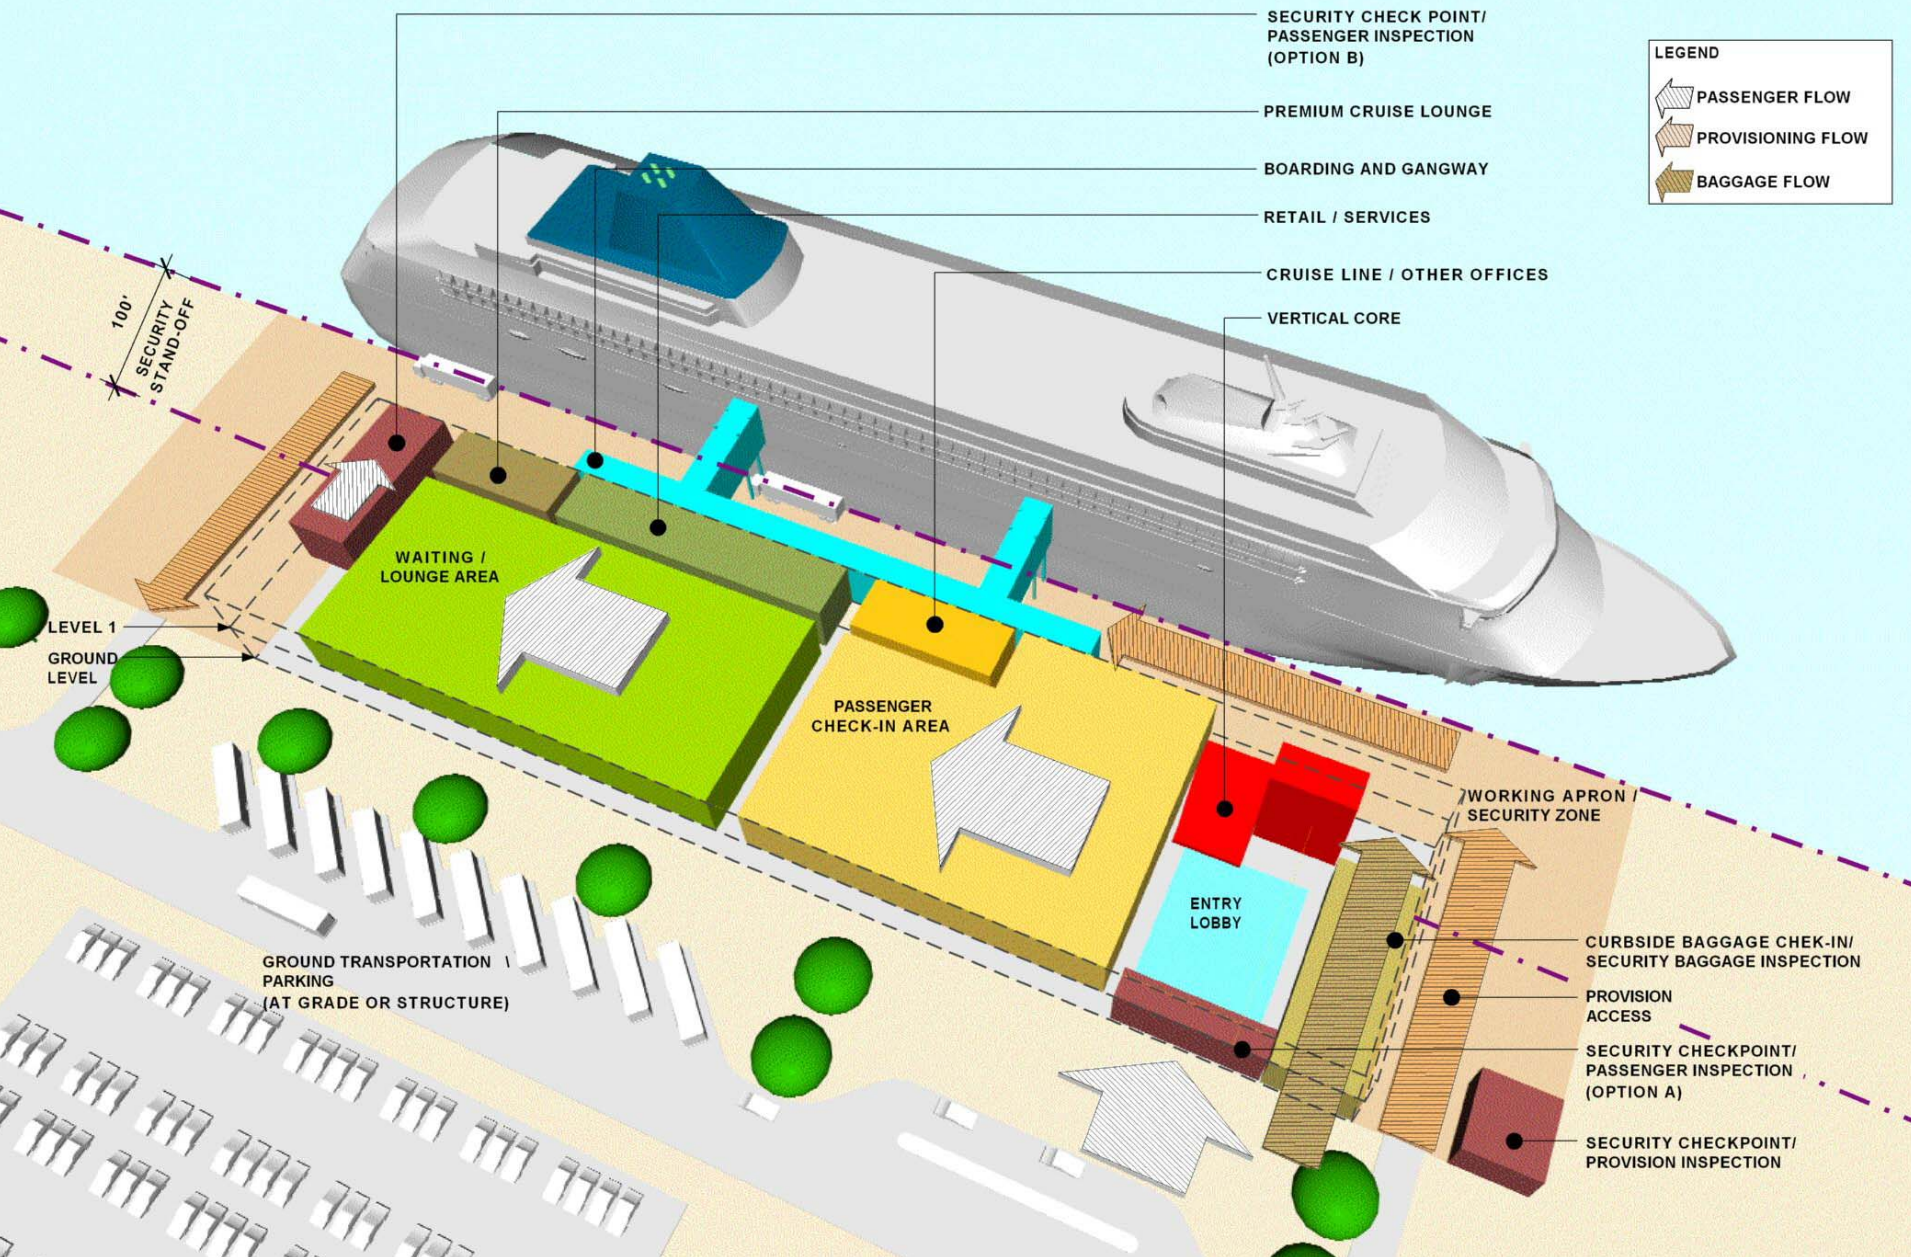 SECURITY CHECK POINT/
PASSENGER INSPECTION
(OPTION B)
PREMIUM CRUISE LOUNGE
BOARDING AND GANGWAY
RETAIL / SERVICES
CRUISE LINE / OTHER OFFICES
VERTICAL CORE
LEGEND
PASSENGER FLOW
PROVISIONING FLOW
BAGGAGE FLOW
100'
SECURITY
STAND-OFF
WAITING /
LOUNGE AREA
LEVEL 1
GROUND
LEVEL
PASSENGER
CHECK-IN AREA
WORKING APRON /
SECURITY ZONE
ENTRY
LOBBY
GROUND TRANSPORTATION \
PARKING
(AT GRADE OR STRUCTURE)
CURBSIDE BAGGAGE CHEK-IN/
SECURITY BAGGAGE INSPECTION
PROVISION
ACCESS
SECURITY CHECKPOINT/
PASSENGER INSPECTION
(OPTION A)
SECURITY CHECKPOINT/
PROVISION INSPECTION